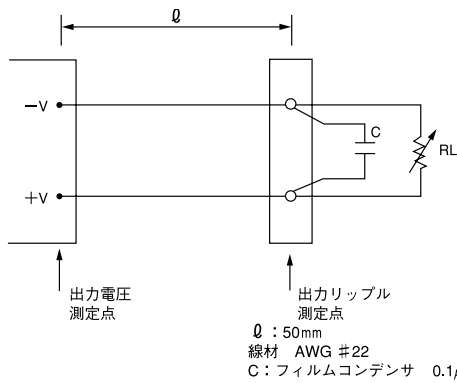 ℓ
−V
C
RL
+V
出力電圧
測定点
出力リップル
測定点
ℓ：50mm
線材　AWG ♯22
C：フィルムコンデンサ　0.1